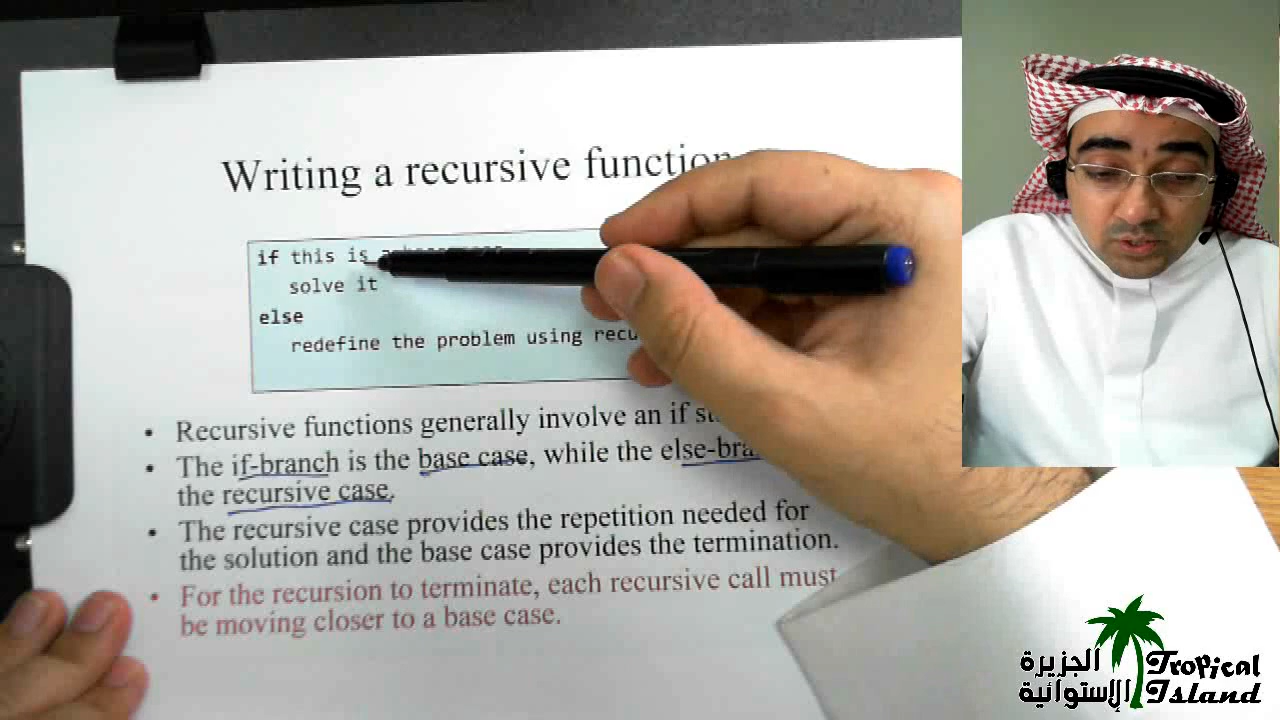 Writing a recursive function
if this is a base case
solve it
else
redefine the problem using recu
• Recursive functions generally involve an if st
• The if-branch is the base case, while the else-bra
the recursive case.
• The recursive case provides the repetition needed for
the solution and the base case provides the termination.
• For the recursion to terminate, each recursive call must
be moving closer to a base case.
الجزيرة
الإستوائية
Tropical
Island